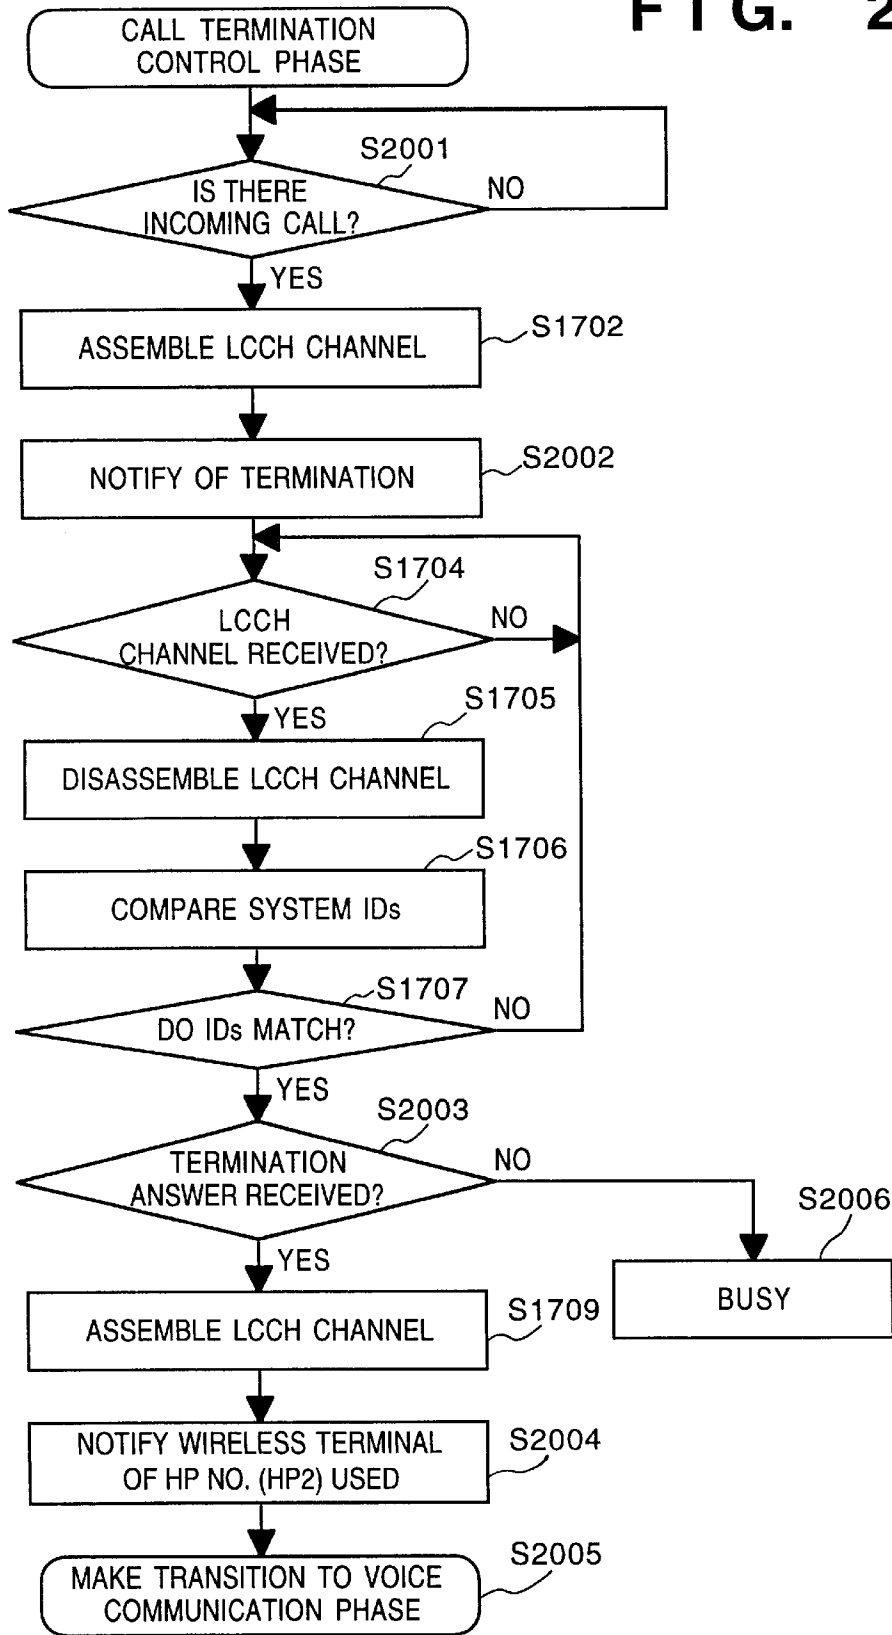 FIG. 2
CALL TERMINATION
CONTROL PHASE
S2001
IS THERE
INCOMING CALL?
NO
YES
S1702
ASSEMBLE LCCH CHANNEL
S2002
NOTIFY OF TERMINATION
S1704
LCCH
CHANNEL RECEIVED?
NO
YES
S1705
DISASSEMBLE LCCH CHANNEL
S1706
COMPARE SYSTEM IDs
S1707
DO IDs MATCH?
NO
YES
S2003
TERMINATION
ANSWER RECEIVED?
NO
YES
S2006
BUSY
S1709
ASSEMBLE LCCH CHANNEL
S2004
NOTIFY WIRELESS TERMINAL
OF HP NO. (HP2) USED
S2005
MAKE TRANSITION TO VOICE
COMMUNICATION PHASE